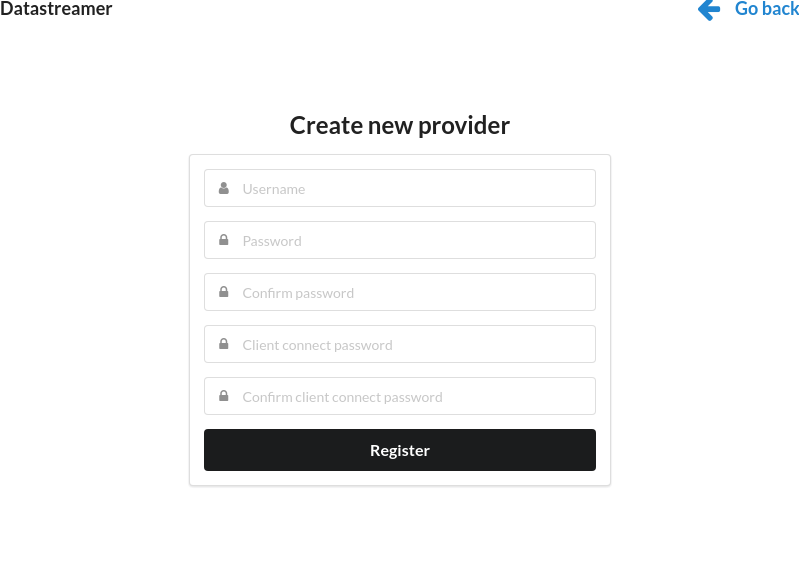 Datastreamer
Go back
Create new provider
Username
Password
Confirm password
Client connect password
Confirm client connect password
Register